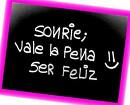 SONRIE;
VALE LA PENA
SER FELIZ